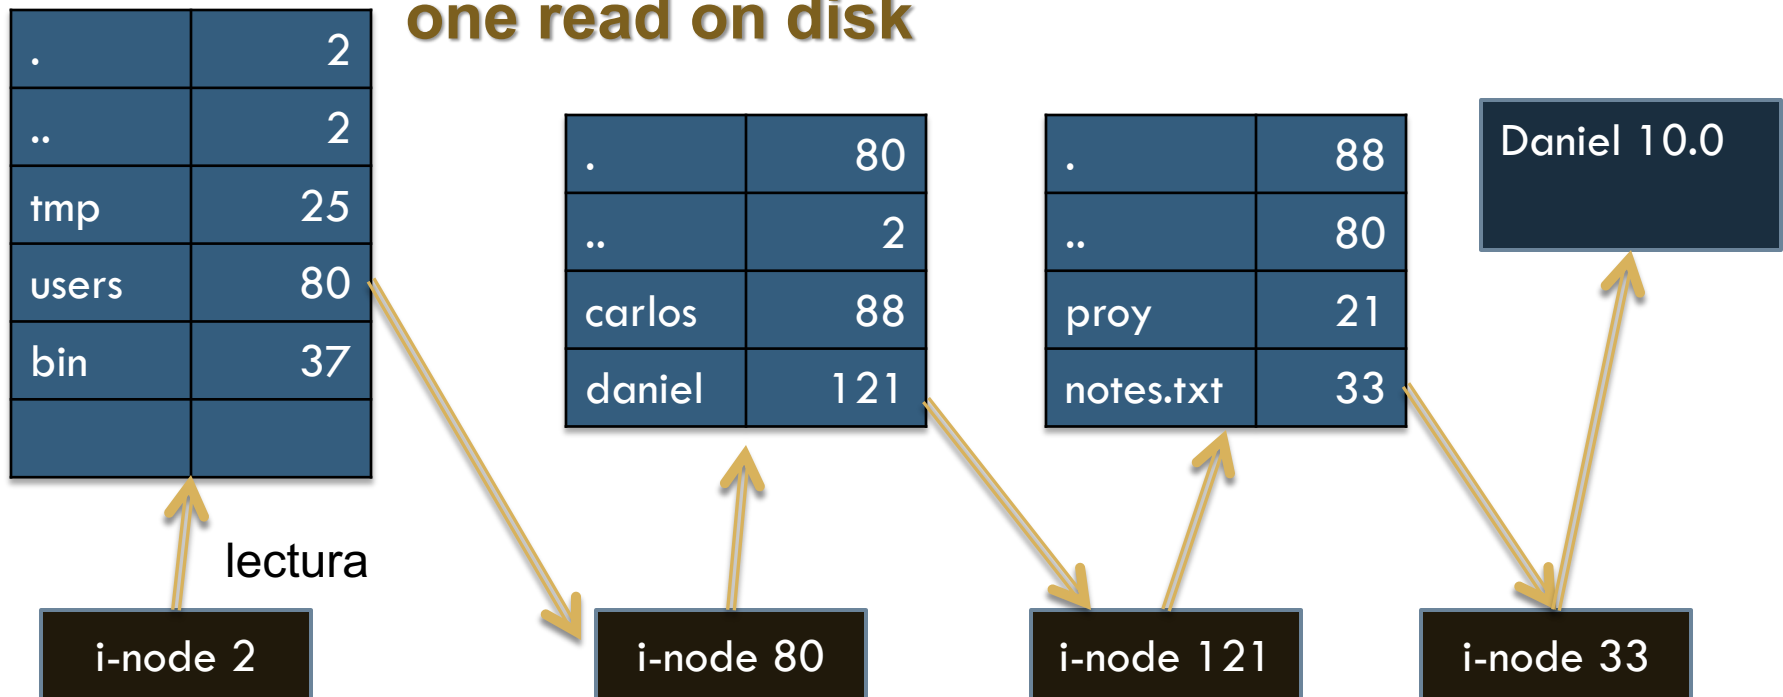 one read on disk
. 2
.. 2
tmp 25
users 80
bin 37
. 80
.. 2
carlos 88
daniel 121
. 88
.. 80
proy 21
notes.txt 33
Daniel 10.0
lectura
i-node 2
i-node 80
i-node 121
i-node 33